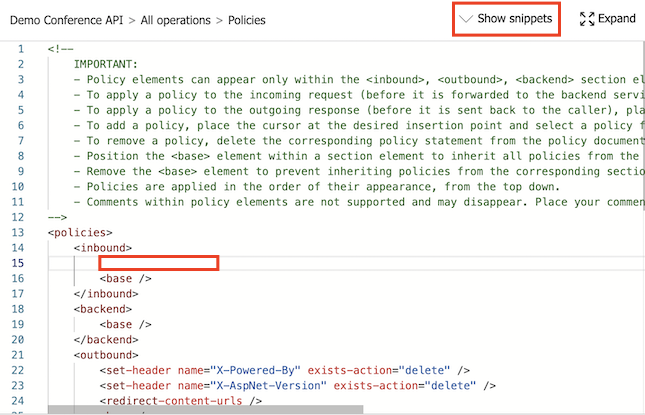 Demo Conference API > All operations > Policies
Show snippets
Expand
1 <!--
2 IMPORTANT:
3 - Policy elements can appear only within the <inbound>, <outbound>, <backend> section el
4 - To apply a policy to the incoming request (before it is forwarded to the backend servi
5 - To apply a policy to the outgoing response (before it is sent back to the caller), pla
6 - To add a policy, place the cursor at the desired insertion point and select a policy f
7 - To remove a policy, delete the corresponding policy statement from the policy document
8 - Position the <base> element within a section element to inherit all policies from the
9 - Remove the <base> element to prevent inheriting policies from the corresponding sectio
10 - Policies are applied in the order of their appearance, from the top down.
11 - Comments within policy elements are not supported and may disappear. Place your commen
12 -->
13 <policies>
14 <inbound>
15
16 <base />
17 </inbound>
18 <backend>
19 <base />
20 </backend>
21 <outbound>
22 <set-header name="X-Powered-By" exists-action="delete" />
23 <set-header name="X-AspNet-Version" exists-action="delete" />
24 <redirect-content-urls />